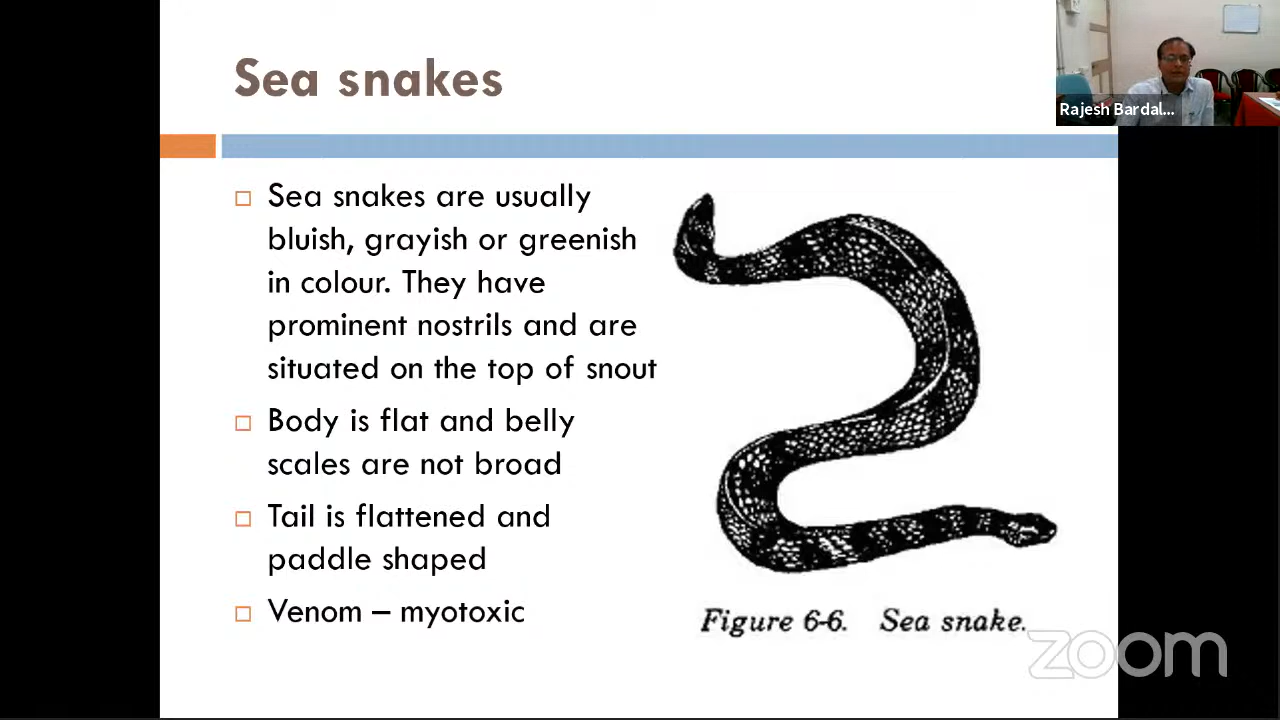 Sea snakes
Rajesh Bardal...
□ Sea snakes are usually
bluish, grayish or greenish
in colour. They have
prominent nostrils and are
situated on the top of snout
□ Body is flat and belly
scales are not broad
□ Tail is flattened and
paddle shaped
□ Venom – myotoxic
Figure 6-6. Sea snake.
zoom